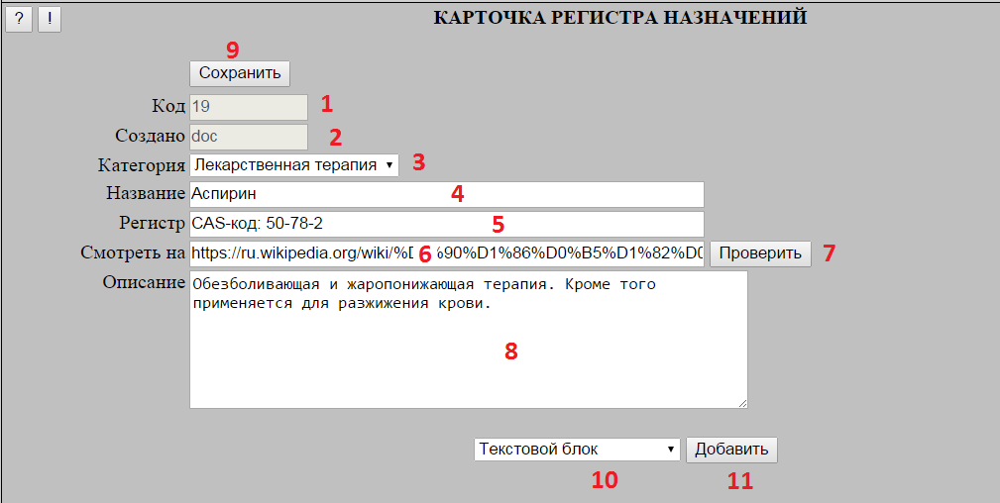 ? ! КАРТОЧКА РЕГИСТРА НАЗНАЧЕНИЙ
9
Сохранить
Код 19 1
Создано doc 2
Категория Лекарственная терапия 3
Название Аспирин 4
Регистр CAS-код: 50-78-2 5
Смотреть на https://ru.wikipedia.org/wiki/%D 6 %90%D1%86%D0%B5%D1%82%D0 Проверить 7
Описание Обезболивающая и жаропонижающая терапия. Кроме того
применяется для разжижения крови.
8
Текстовой блок Добавить
10 11